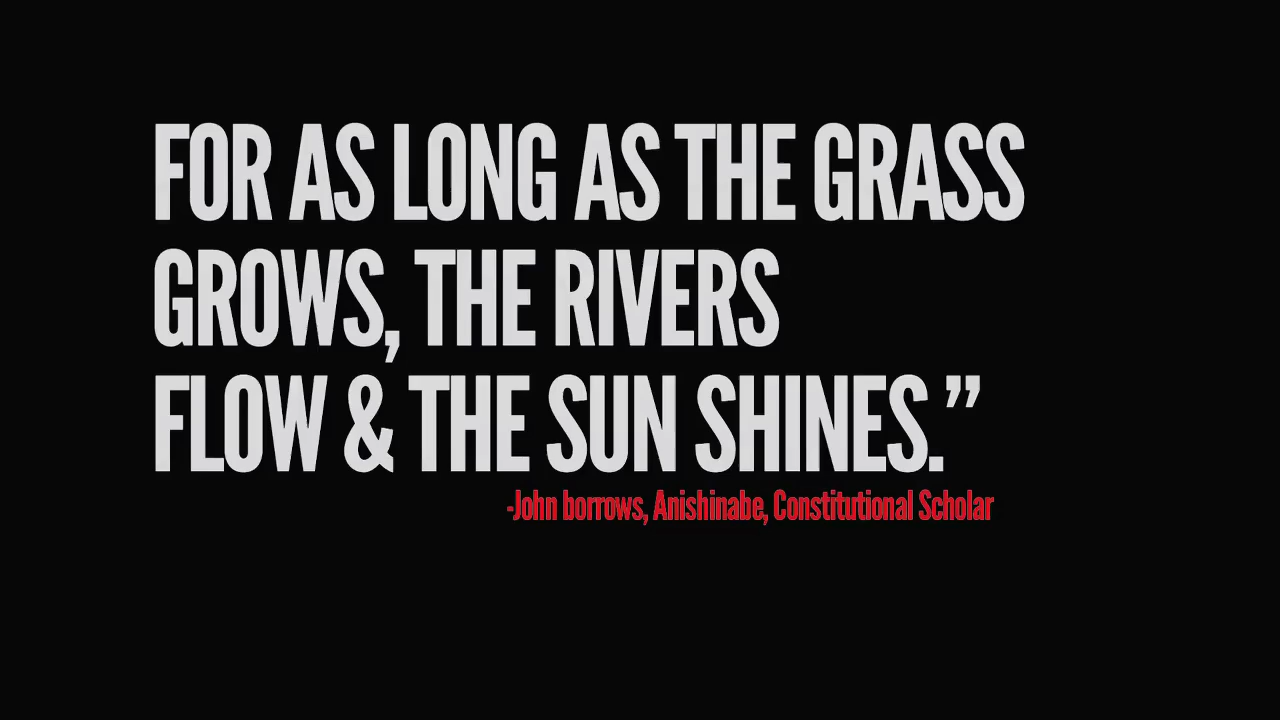 FOR AS LONG AS THE GRASS
GROWS, THE RIVERS
FLOW & THE SUN SHINES.”
-John borrows, Anishinabe, Constitutional Scholar